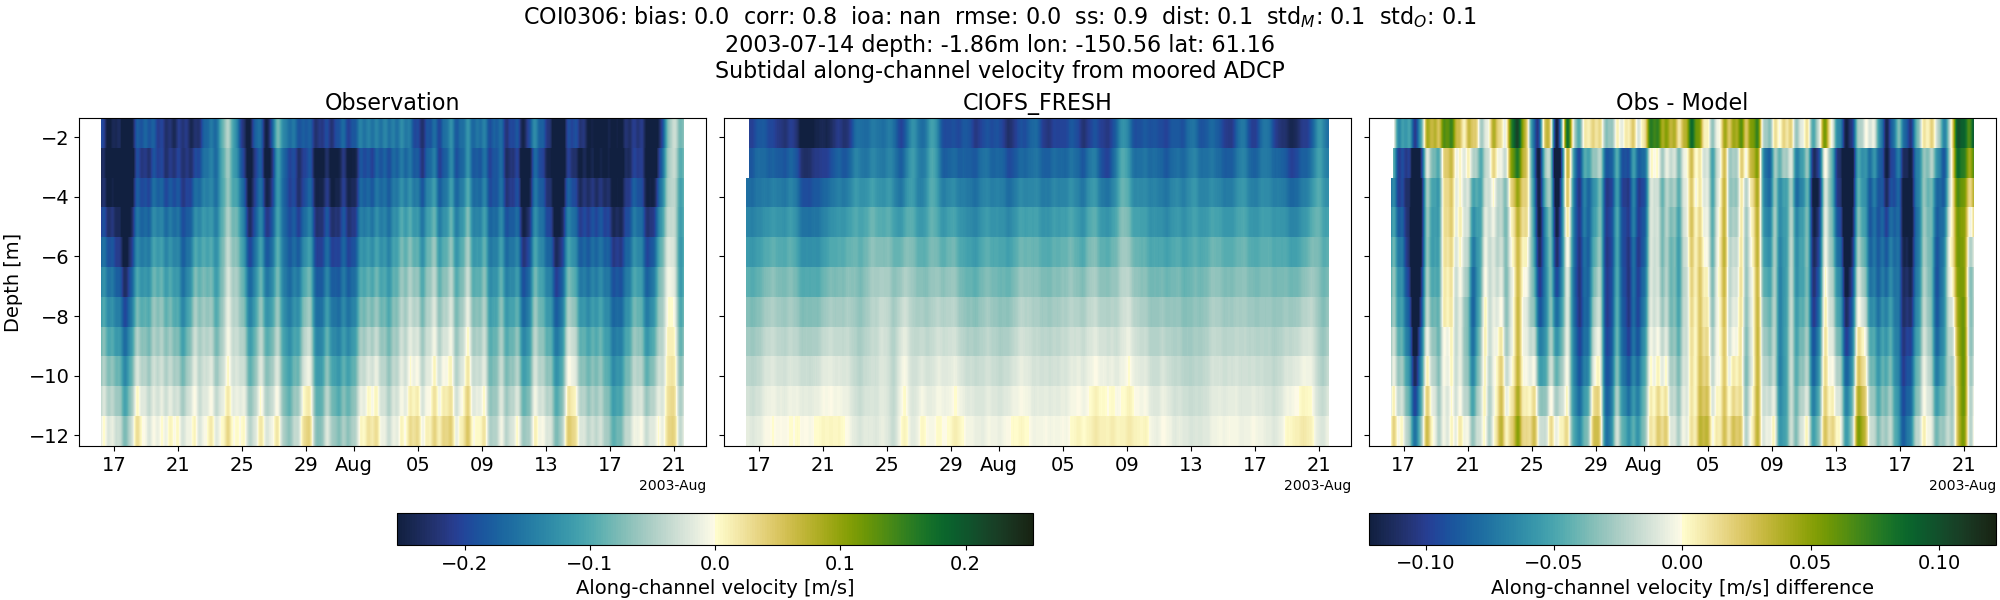 COI0306: bias: 0.0 corr: 0.8 ioa: nan rmse: 0.0 ss: 0.9 dist: 0.1 std_M: 0.1 std_O: 0.1
2003-07-14 depth: -1.86m lon: -150.56 lat: 61.16
Subtidal along-channel velocity from moored ADCP
Observation
CIOFS_FRESH
Obs - Model
Depth [m]
−2
−4
−6
−8
−10
−12
17 21 25 29 Aug 05 09 13 17 21
2003-Aug
17 21 25 29 Aug 05 09 13 17 21
2003-Aug
17 21 25 29 Aug 05 09 13 17 21
2003-Aug
−0.2 −0.1 0.0 0.1 0.2
Along-channel velocity [m/s]
−0.10 −0.05 0.00 0.05 0.10
Along-channel velocity [m/s] difference